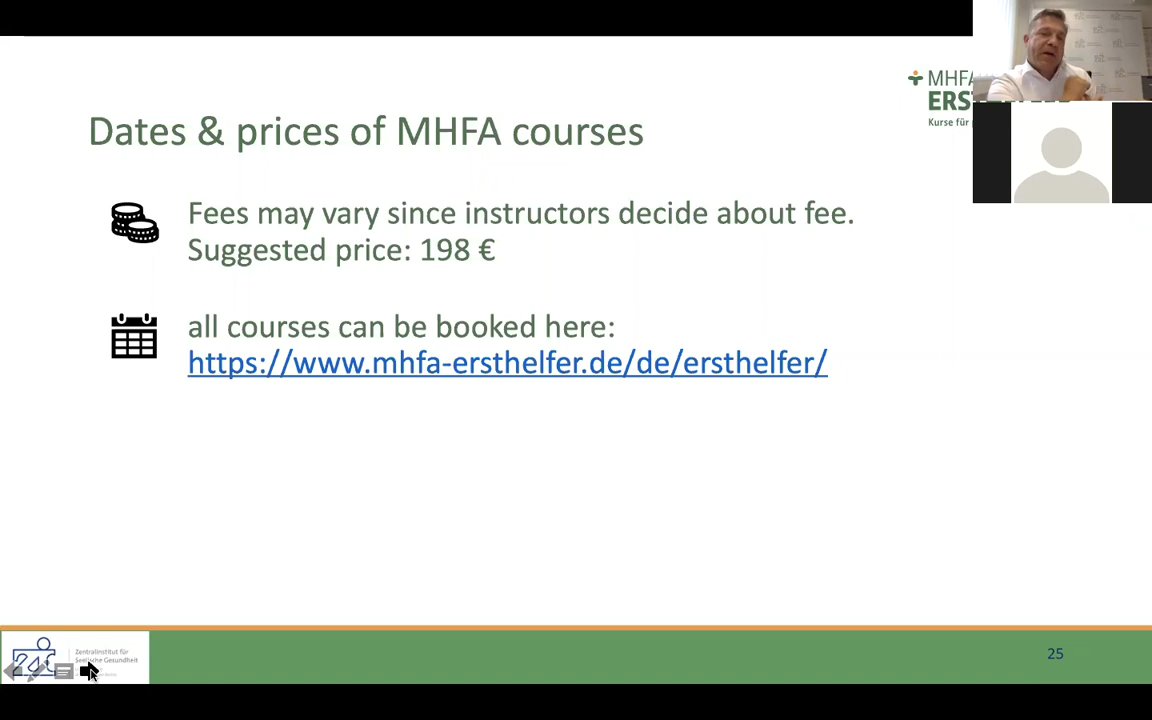 MHFA
Kurse für
Dates & prices of MHFA courses
Fees may vary since instructors decide about fee.
Suggested price: 198 €
all courses can be booked here:
https://www.mhfa-ersthelfer.de/de/ersthelfer/
Zentralinstitut für
Seelische Gesundheit
25